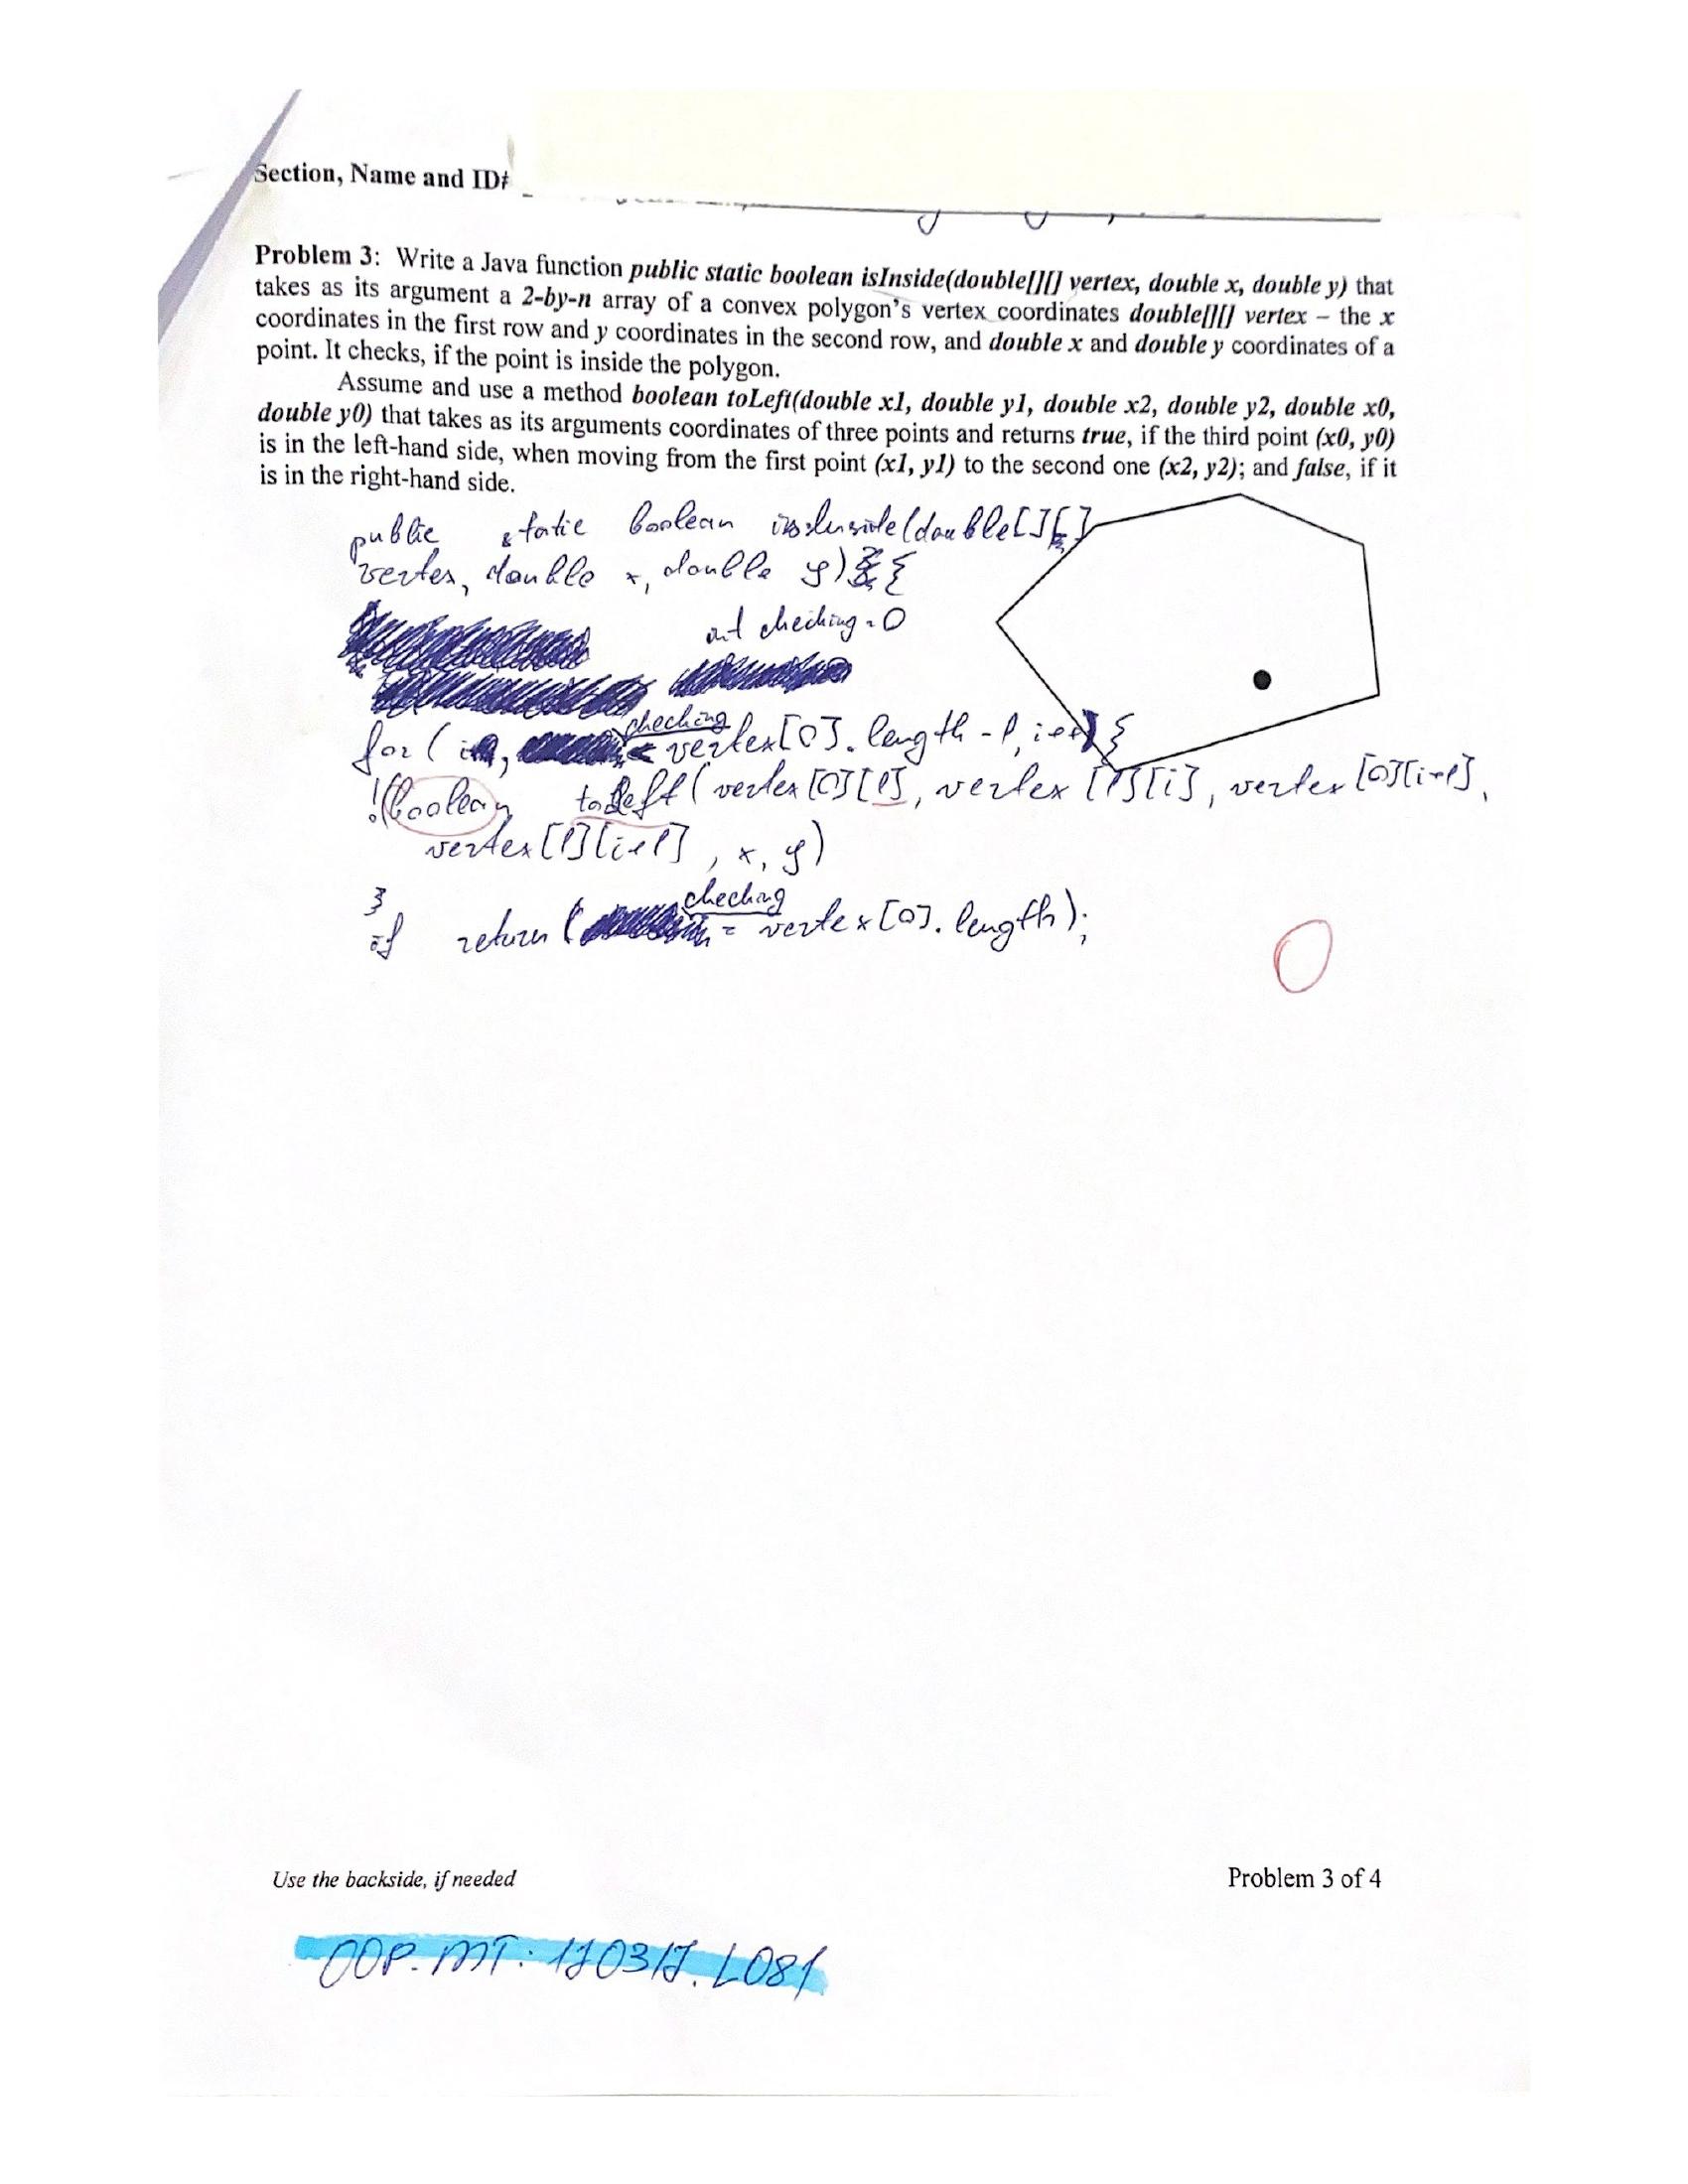 Section, Name and ID#
Problem 3: Write a Java function public static boolean isInside(double[][] vertex, double x, double y) that
takes as its argument a 2-by-n array of a convex polygon's vertex coordinates double[][] vertex – the x
coordinates in the first row and y coordinates in the second row, and double x and double y coordinates of a
point. It checks, if the point is inside the polygon.
Assume and use a method boolean toLeft(double x1, double y1, double x2, double y2, double x0,
double y0) that takes as its arguments coordinates of three points and returns true, if the third point (x0, y0)
is in the left-hand side, when moving from the first point (x1, y1) to the second one (x2, y2); and false, if it
is in the right-hand side.
public static boolean (double[][]
vertex, double x, double y) {
int checking = 0
checking
for ( < vertex[0].length - 1, i++) {
!(boolean toLeft( vertex [0][1], vertex [1][i], vertex [0][i+1],
vertex [1][i+1] , x, y)
}
checking
if return ( = vertex [0]. length);
0
Use the backside, if needed
Problem 3 of 4
OOP. MT: 110317. L081